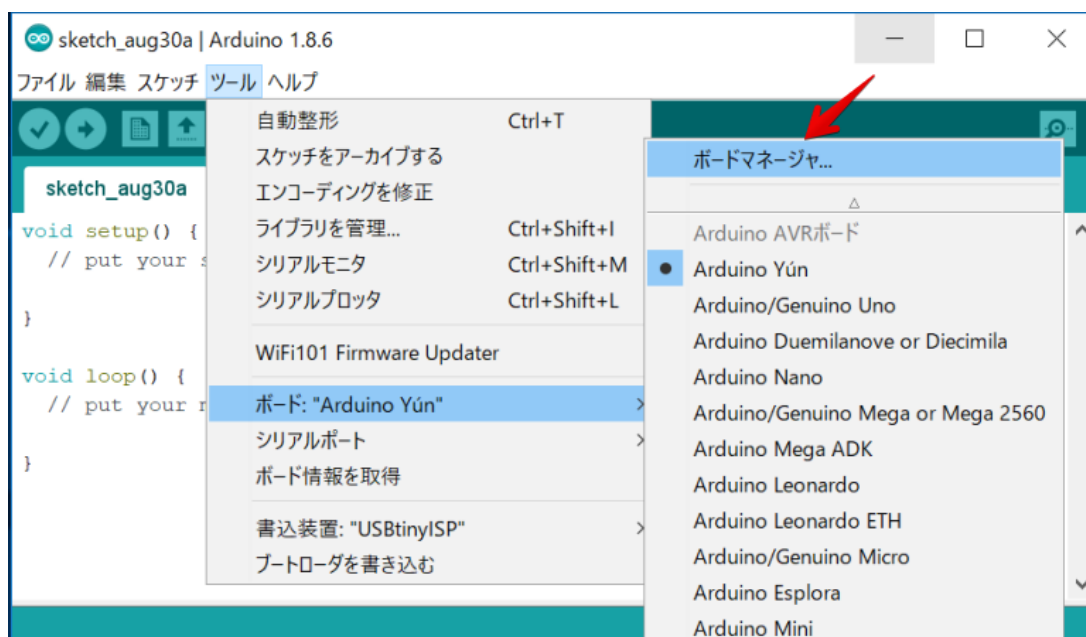 sketch_aug30a | Arduino 1.8.6
ファイル 編集 スケッチ ツール ヘルプ
sketch_aug30a
void setup() {
// put your s
}
void loop() {
// put your r
}
自動整形 Ctrl+T
スケッチをアーカイブする
エンコーディングを修正
ライブラリを管理... Ctrl+Shift+I
シリアルモニタ Ctrl+Shift+M
シリアルプロッタ Ctrl+Shift+L
WiFi101 Firmware Updater
ボード: "Arduino Yún"
シリアルポート
ボード情報を取得
書込装置: "USBtinyISP"
ブートローダを書き込む
ボードマネージャ...
Arduino AVRボード
Arduino Yún
Arduino/Genuino Uno
Arduino Duemilanove or Diecimila
Arduino Nano
Arduino/Genuino Mega or Mega 2560
Arduino Mega ADK
Arduino Leonardo
Arduino Leonardo ETH
Arduino/Genuino Micro
Arduino Esplora
Arduino Mini